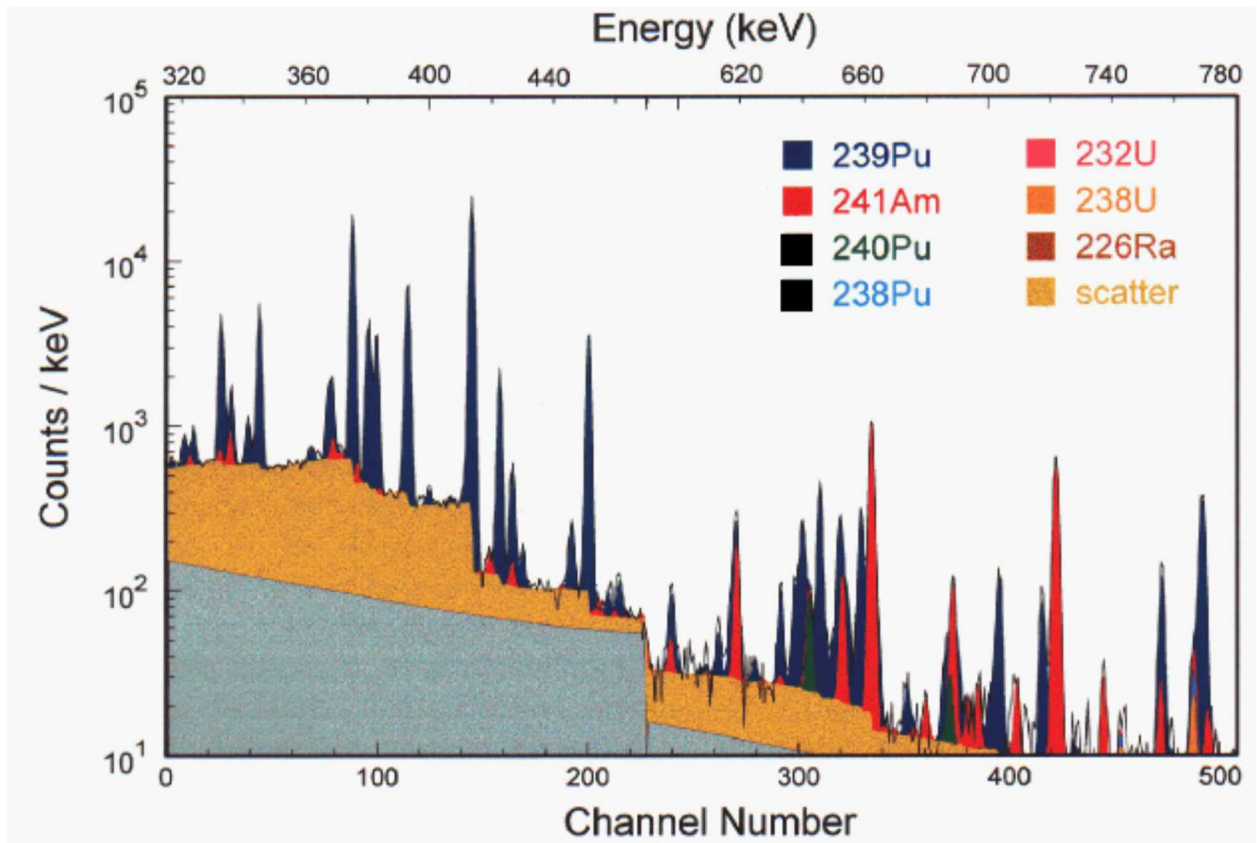 Energy (keV)
320 360 400 440 620 660 700 740 780
10^5
10^4
10^3
10^2
10^1
Counts / keV
239Pu 232U
241Am 238U
240Pu 226Ra
238Pu scatter
0 100 200 300 400 500
Channel Number